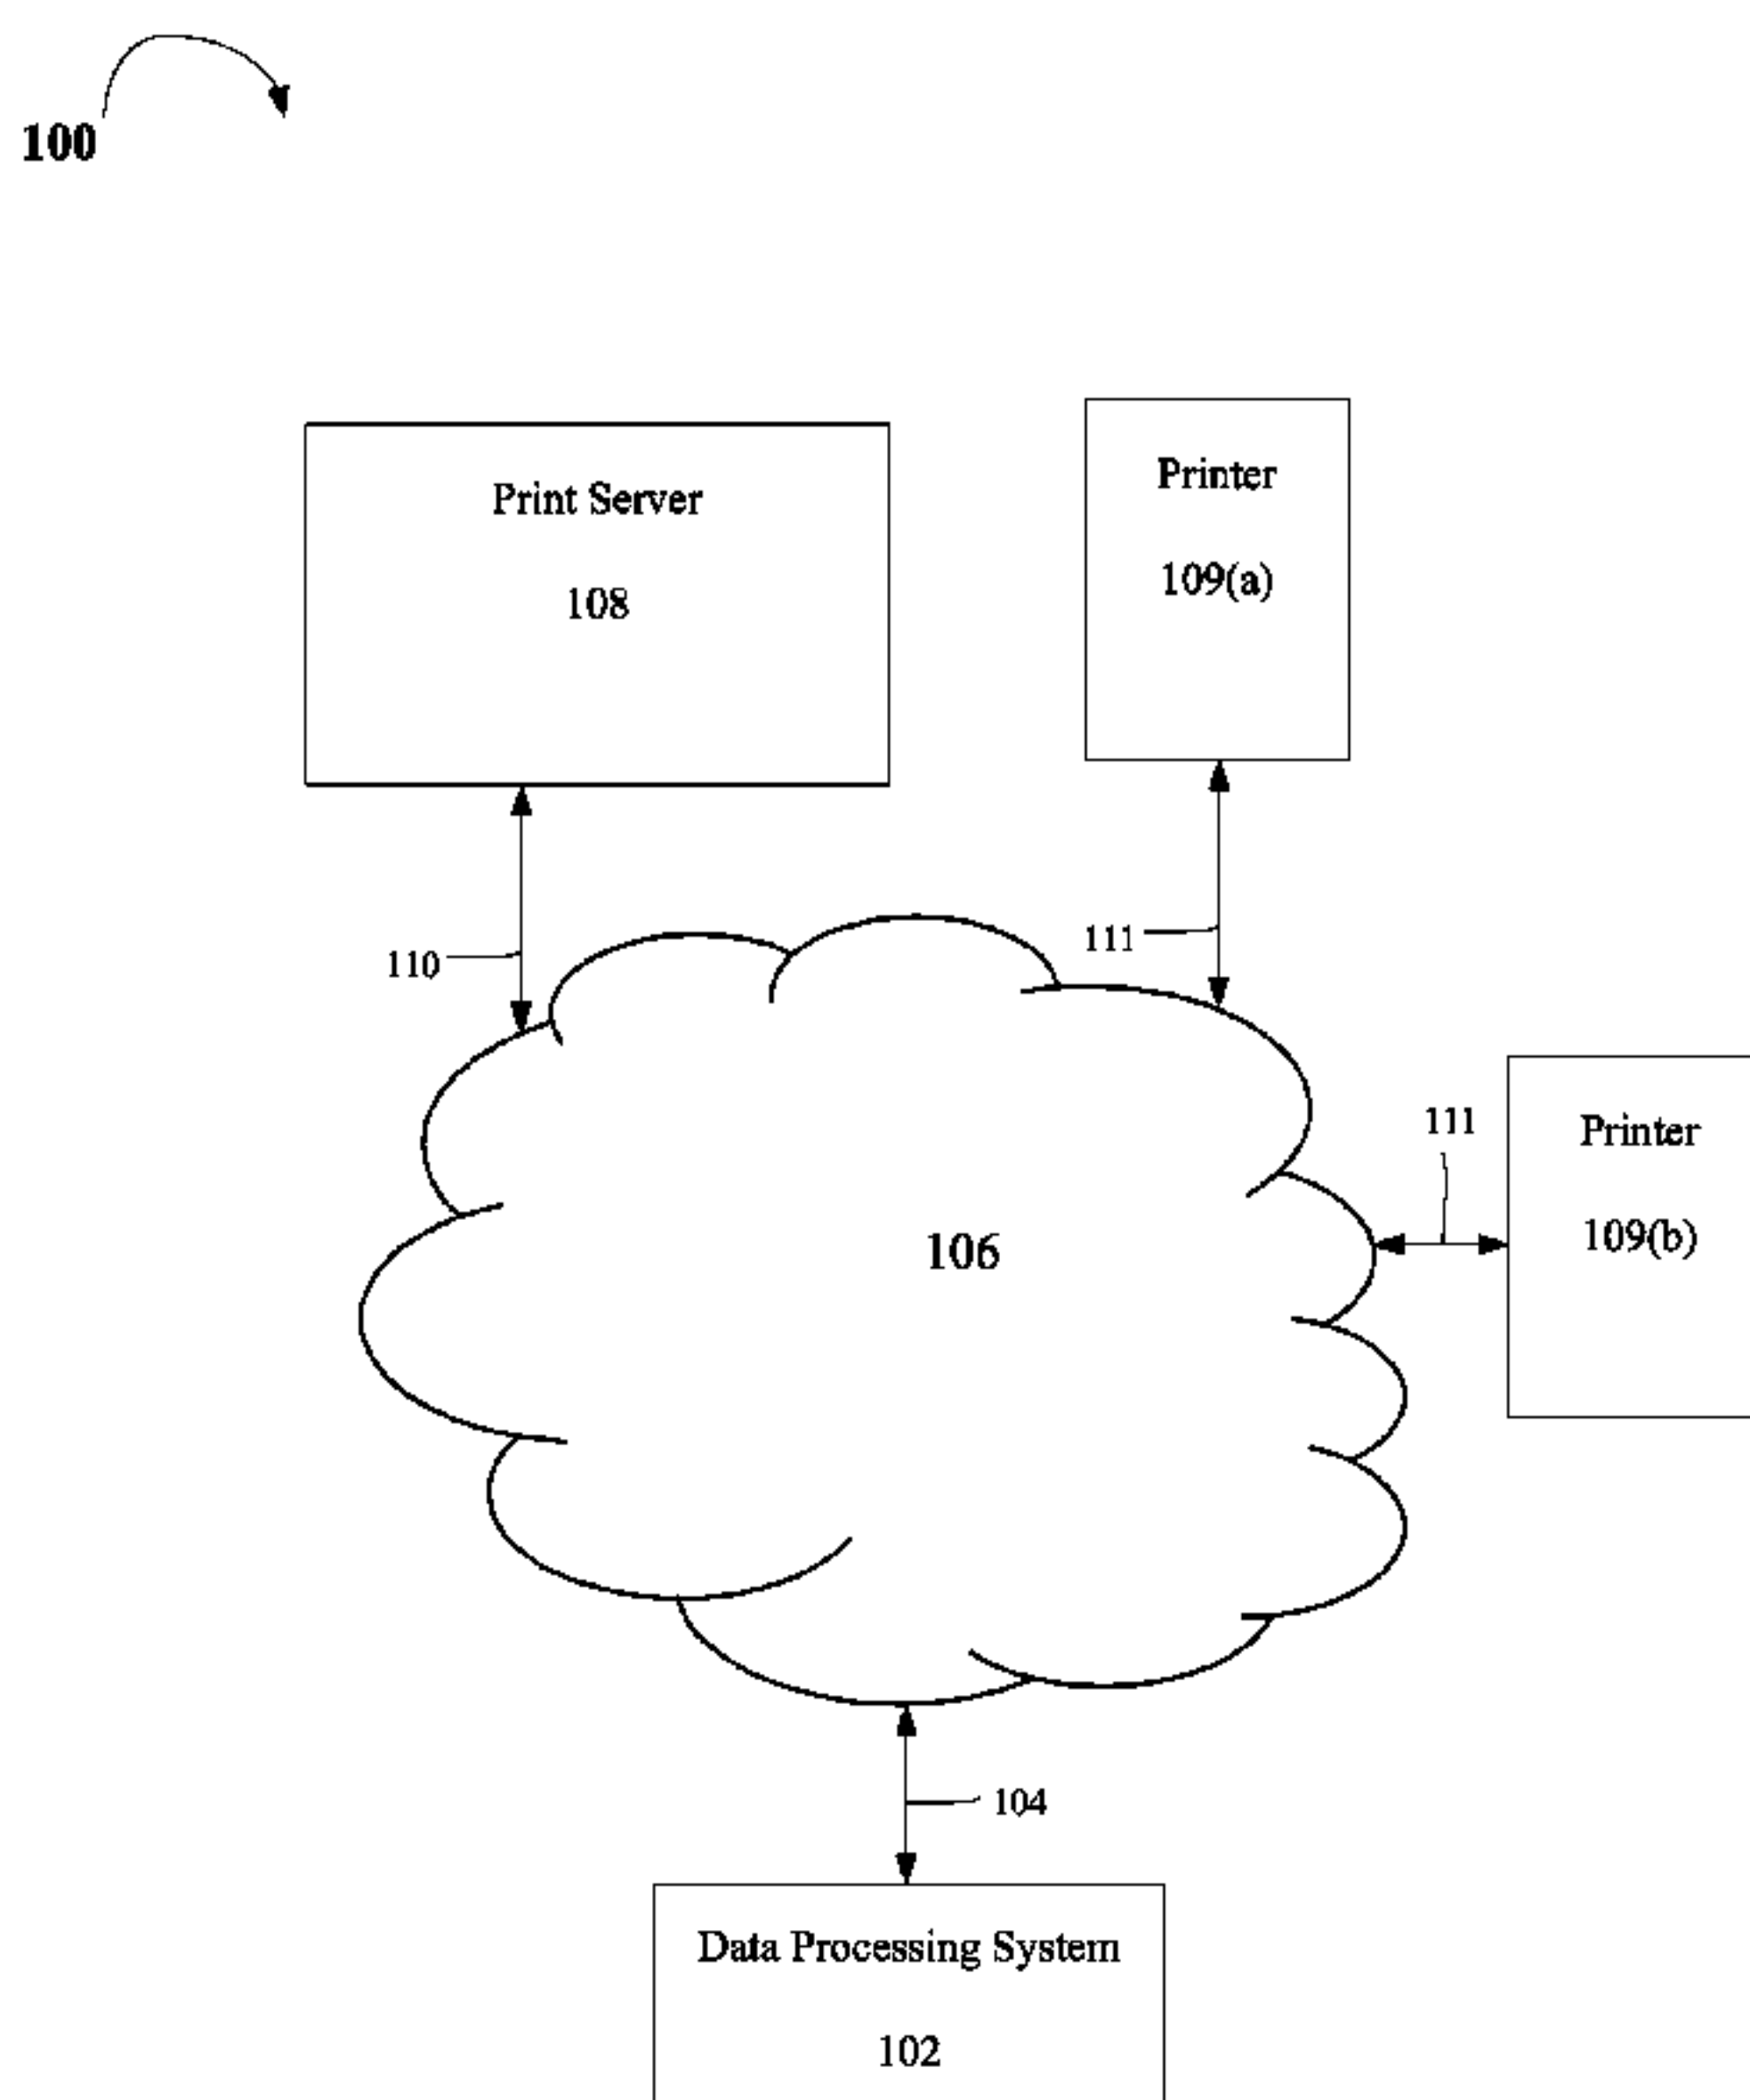 100
Print Server
108
Printer
109(a)
110
111
111
Printer
109(b)
106
104
Data Processing System
102